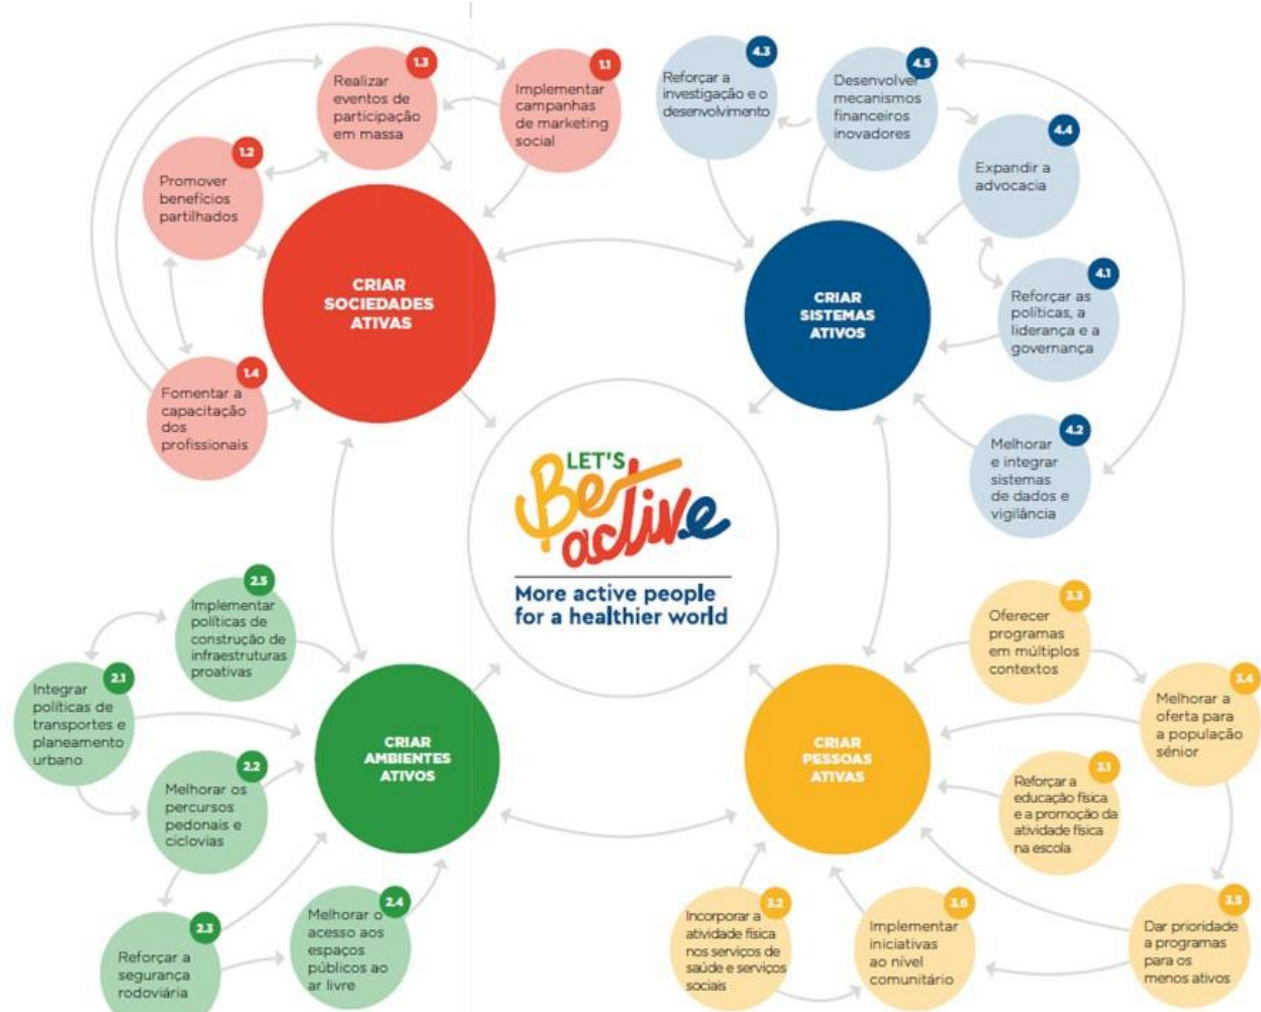 1.3
Realizar
eventos de
participação
em massa
1.1
Implementar
campanhas
de marketing
social
1.2
Promover
benefícios
partilhados
CRIAR
SOCIEDADES
ATIVAS
1.4
Fomentar a
capacitação
dos
profissionais
4.3
Reforçar a
investigação e o
desenvolvimento
4.5
Desenvolver
mecanismos
financeiros
inovadores
4.4
Expandir a
advocacia
CRIAR
SISTEMAS
ATIVOS
4.1
Reforçar as
políticas, a
liderança e a
governança
4.2
Melhorar
e integrar
sistemas
de dados e
vigilância
LET'S
Be
active
More active people
for a healthier world
2.5
Implementar
políticas de
construção de
infraestruturas
proativas
2.1
Integrar
políticas de
transportes e
planeamento
urbano
CRIAR
AMBIENTES
ATIVOS
2.2
Melhorar os
percursos
pedonais e
ciclovias
2.3
Reforçar a
segurança
rodoviária
2.4
Melhorar o
acesso aos
espaços
públicos ao
ar livre
3.3
Oferecer
programas
em múltiplos
contextos
3.4
Melhorar a
oferta para
a população
sénior
CRIAR
PESSOAS
ATIVAS
3.1
Reforçar a
educação física
e a promoção da
atividade física
na escola
3.2
Incorporar a
atividade física
nos serviços de
saúde e serviços
sociais
3.6
Implementar
iniciativas
ao nível
comunitário
3.5
Dar prioridade
a programas
para os
menos ativos